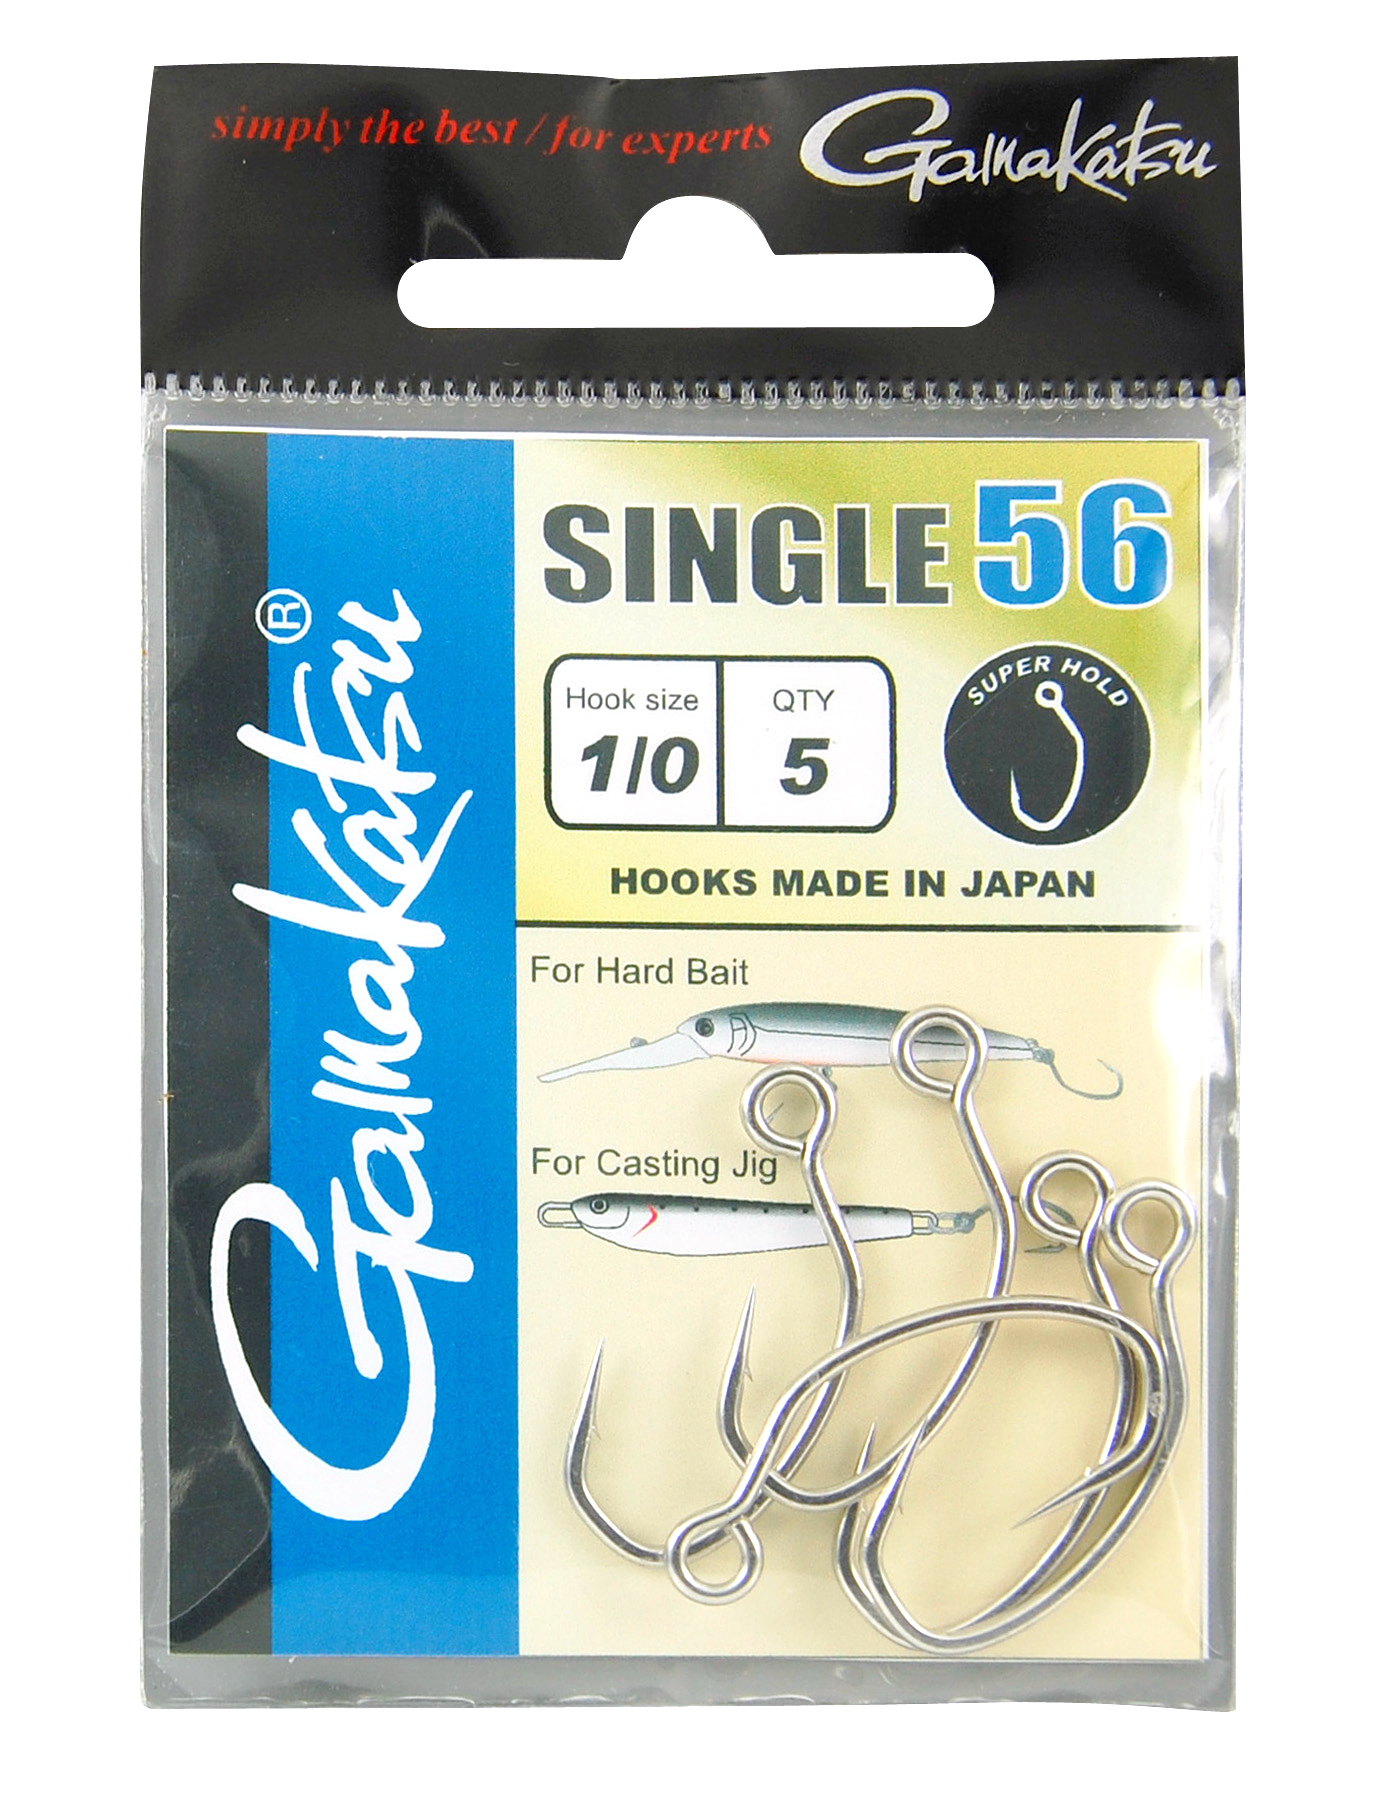 simply the best / for experts
Gamakatsu
Gamakatsu®
SINGLE 56
Hook size
1/0
QTY
5
SUPER HOLD
HOOKS MADE IN JAPAN
For Hard Bait
For Casting Jig